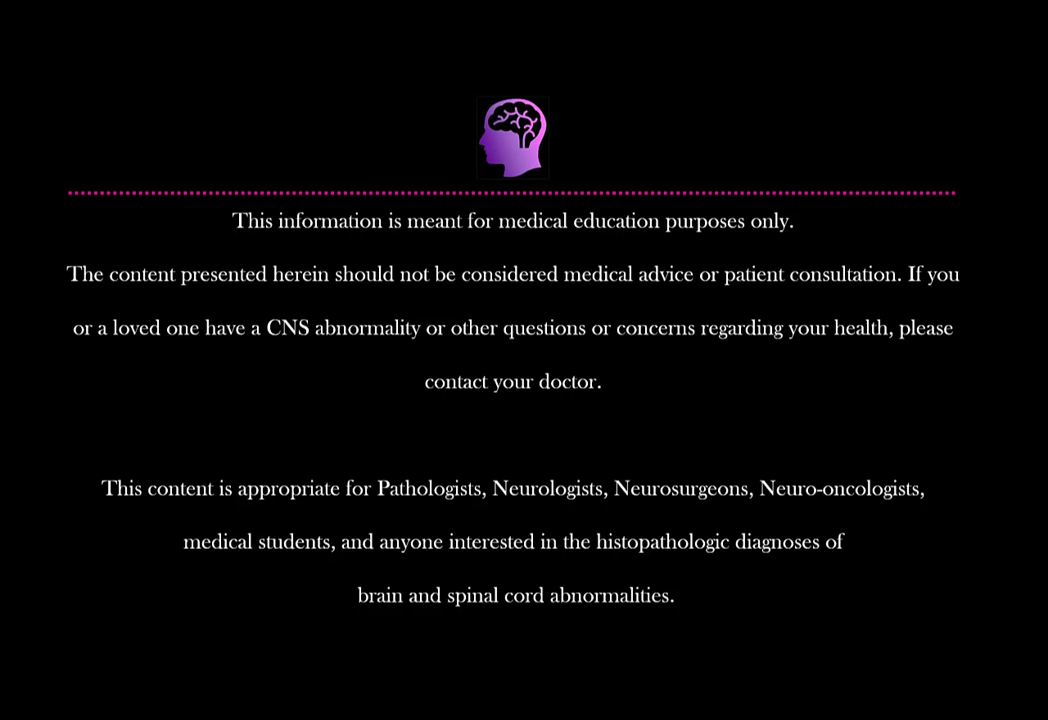 This information is meant for medical education purposes only.
The content presented herein should not be considered medical advice or patient consultation. If you
or a loved one have a CNS abnormality or other questions or concerns regarding your health, please
contact your doctor.
This content is appropriate for Pathologists, Neurologists, Neurosurgeons, Neuro-oncologists,
medical students, and anyone interested in the histopathologic diagnoses of
brain and spinal cord abnormalities.